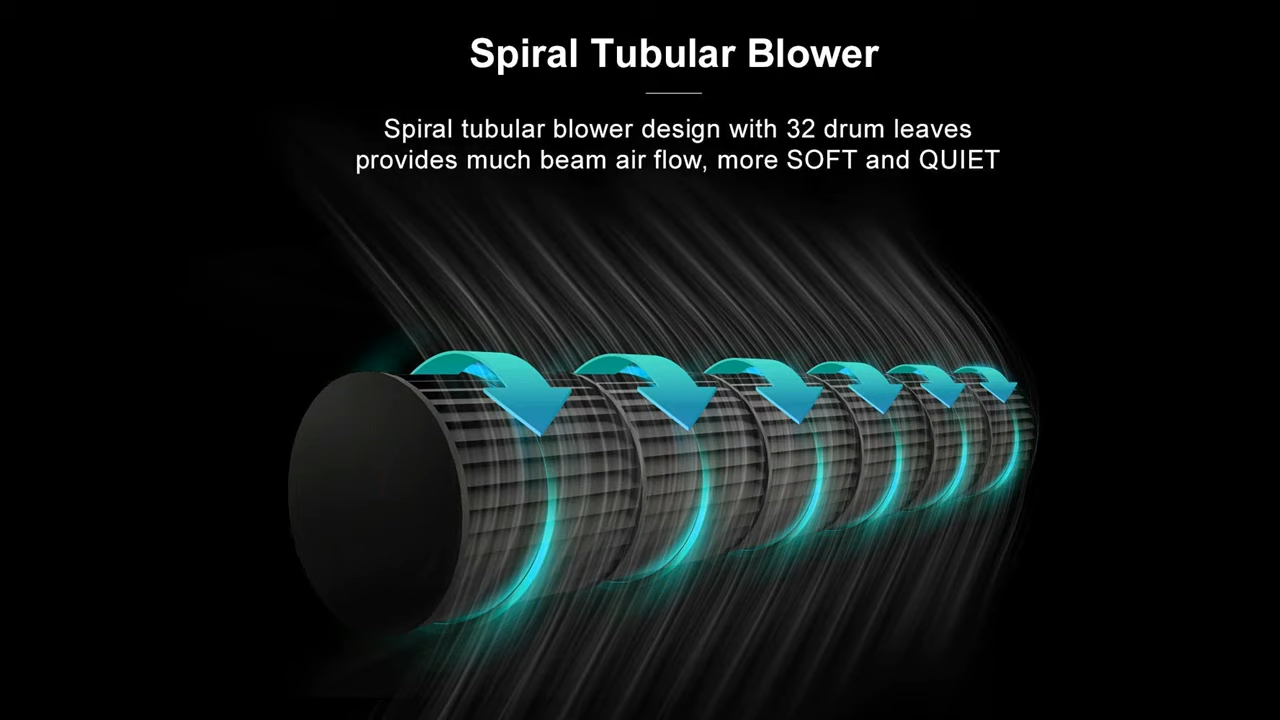 Spiral Tubular Blower
Spiral tubular blower design with 32 drum leaves
provides much beam air flow, more SOFT and QUIET